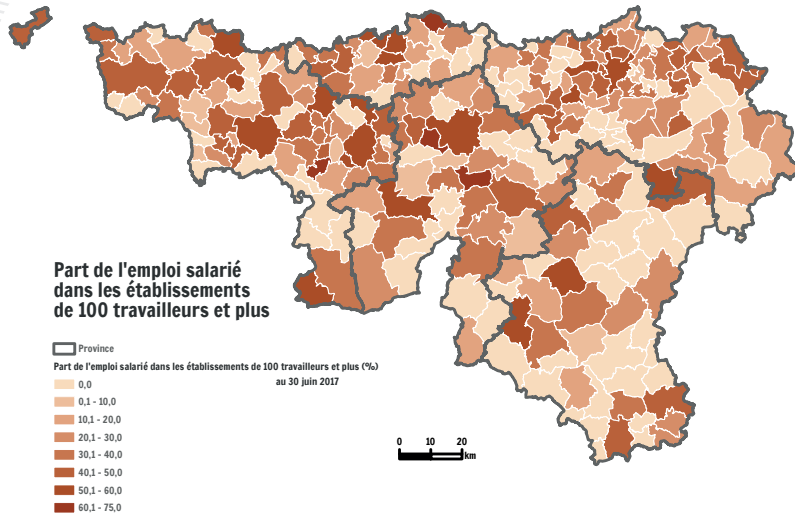 Part de l'emploi salarié
dans les établissements
de 100 travailleurs et plus
Province
Part de l'emploi salarié dans les établissements de 100 travailleurs et plus (%)
au 30 juin 2017
0,0
0,1 - 10,0
10,1 - 20,0
20,1 - 30,0
30,1 - 40,0
40,1 - 50,0
50,1 - 60,0
60,1 - 75,0
0 10 20
km